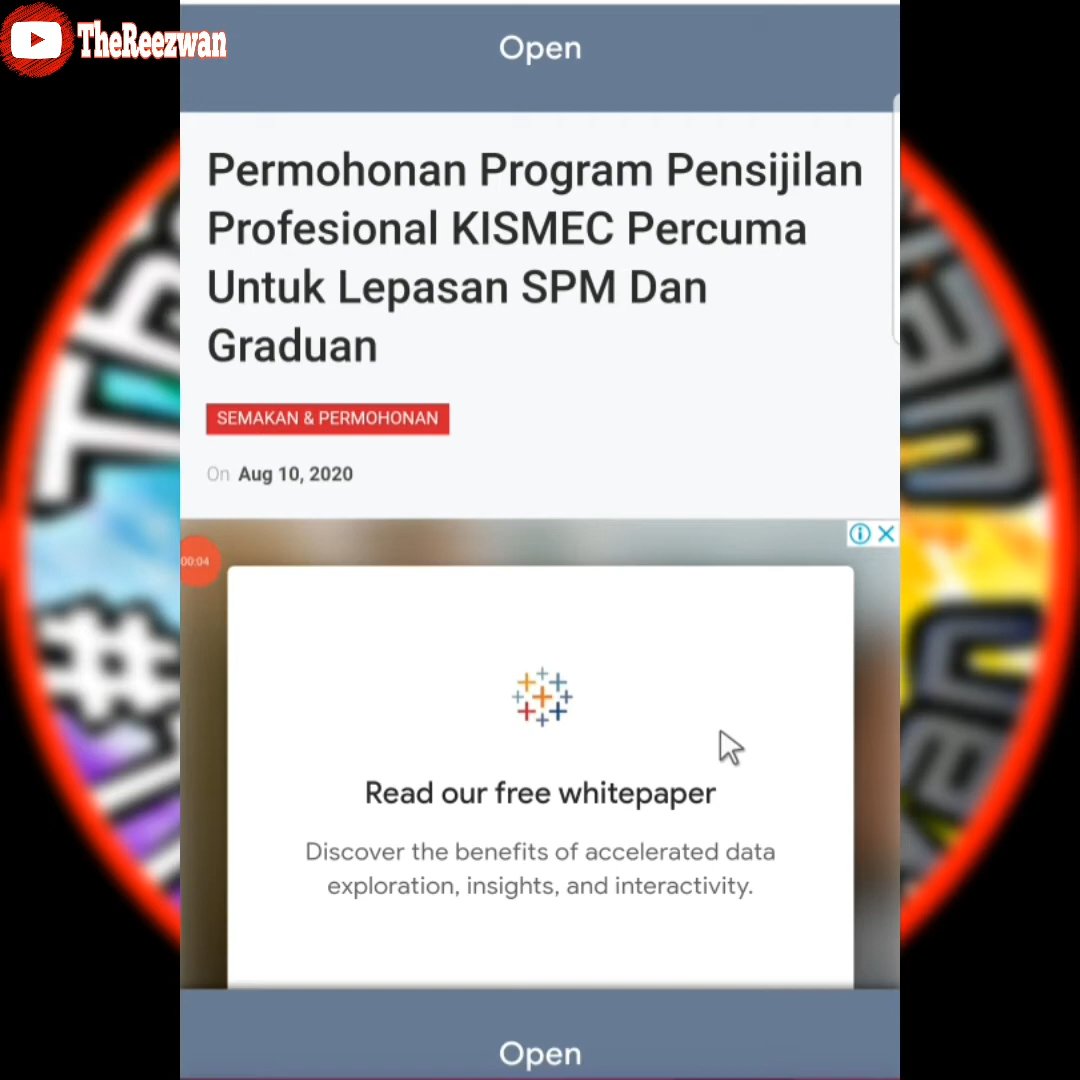 TheReezwan
Open
Permohonan Program Pensijilan
Profesional KISMEC Percuma
Untuk Lepasan SPM Dan
Graduan
SEMAKAN & PERMOHONAN
On Aug 10, 2020
00:04
Read our free whitepaper
Discover the benefits of accelerated data
exploration, insights, and interactivity.
Open